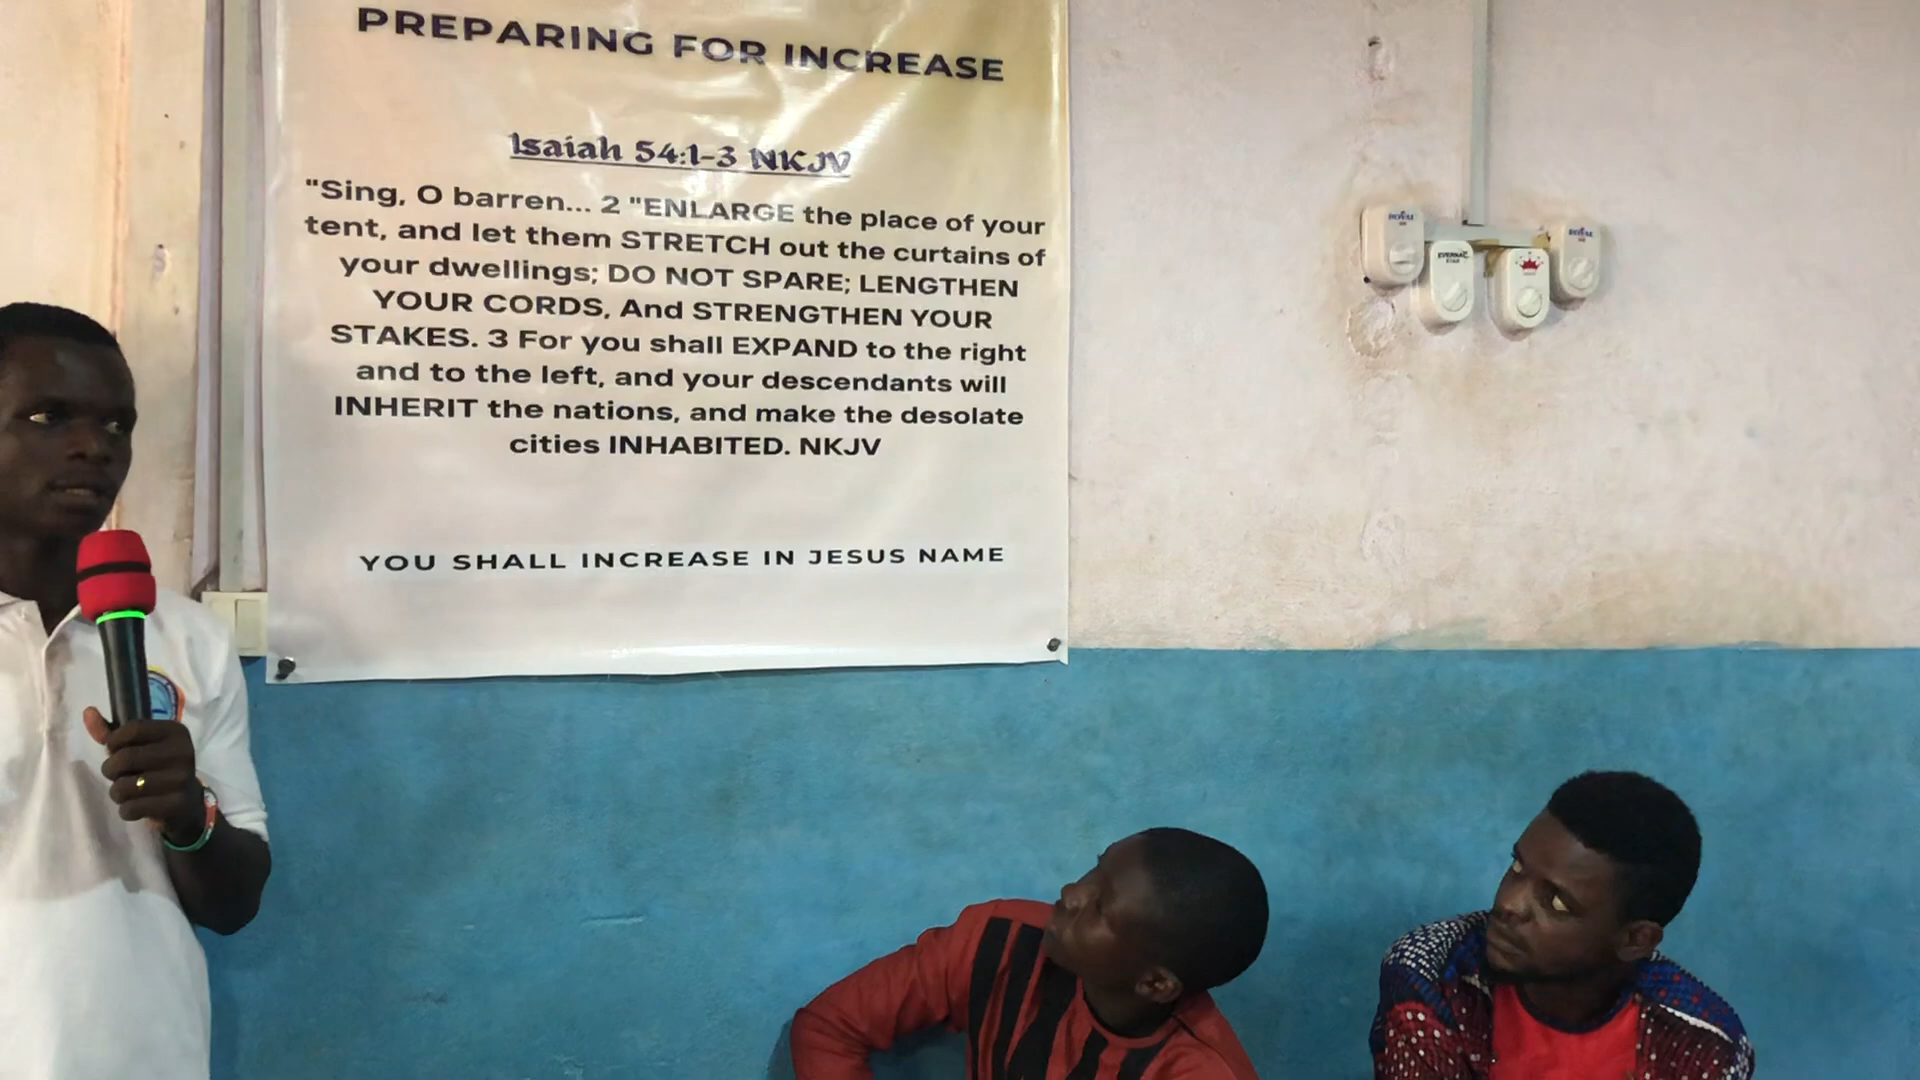 PREPARING FOR INCREASE
Isaiah 54:1-3 NKJV
"Sing, O barren... 2 "ENLARGE the place of your
tent, and let them STRETCH out the curtains of
your dwellings; DO NOT SPARE; LENGTHEN
YOUR CORDS, And STRENGTHEN YOUR
STAKES. 3 For you shall EXPAND to the right
and to the left, and your descendants will
INHERIT the nations, and make the desolate
cities INHABITED. NKJV
YOU SHALL INCREASE IN JESUS NAME
ROYAL
ROYAL